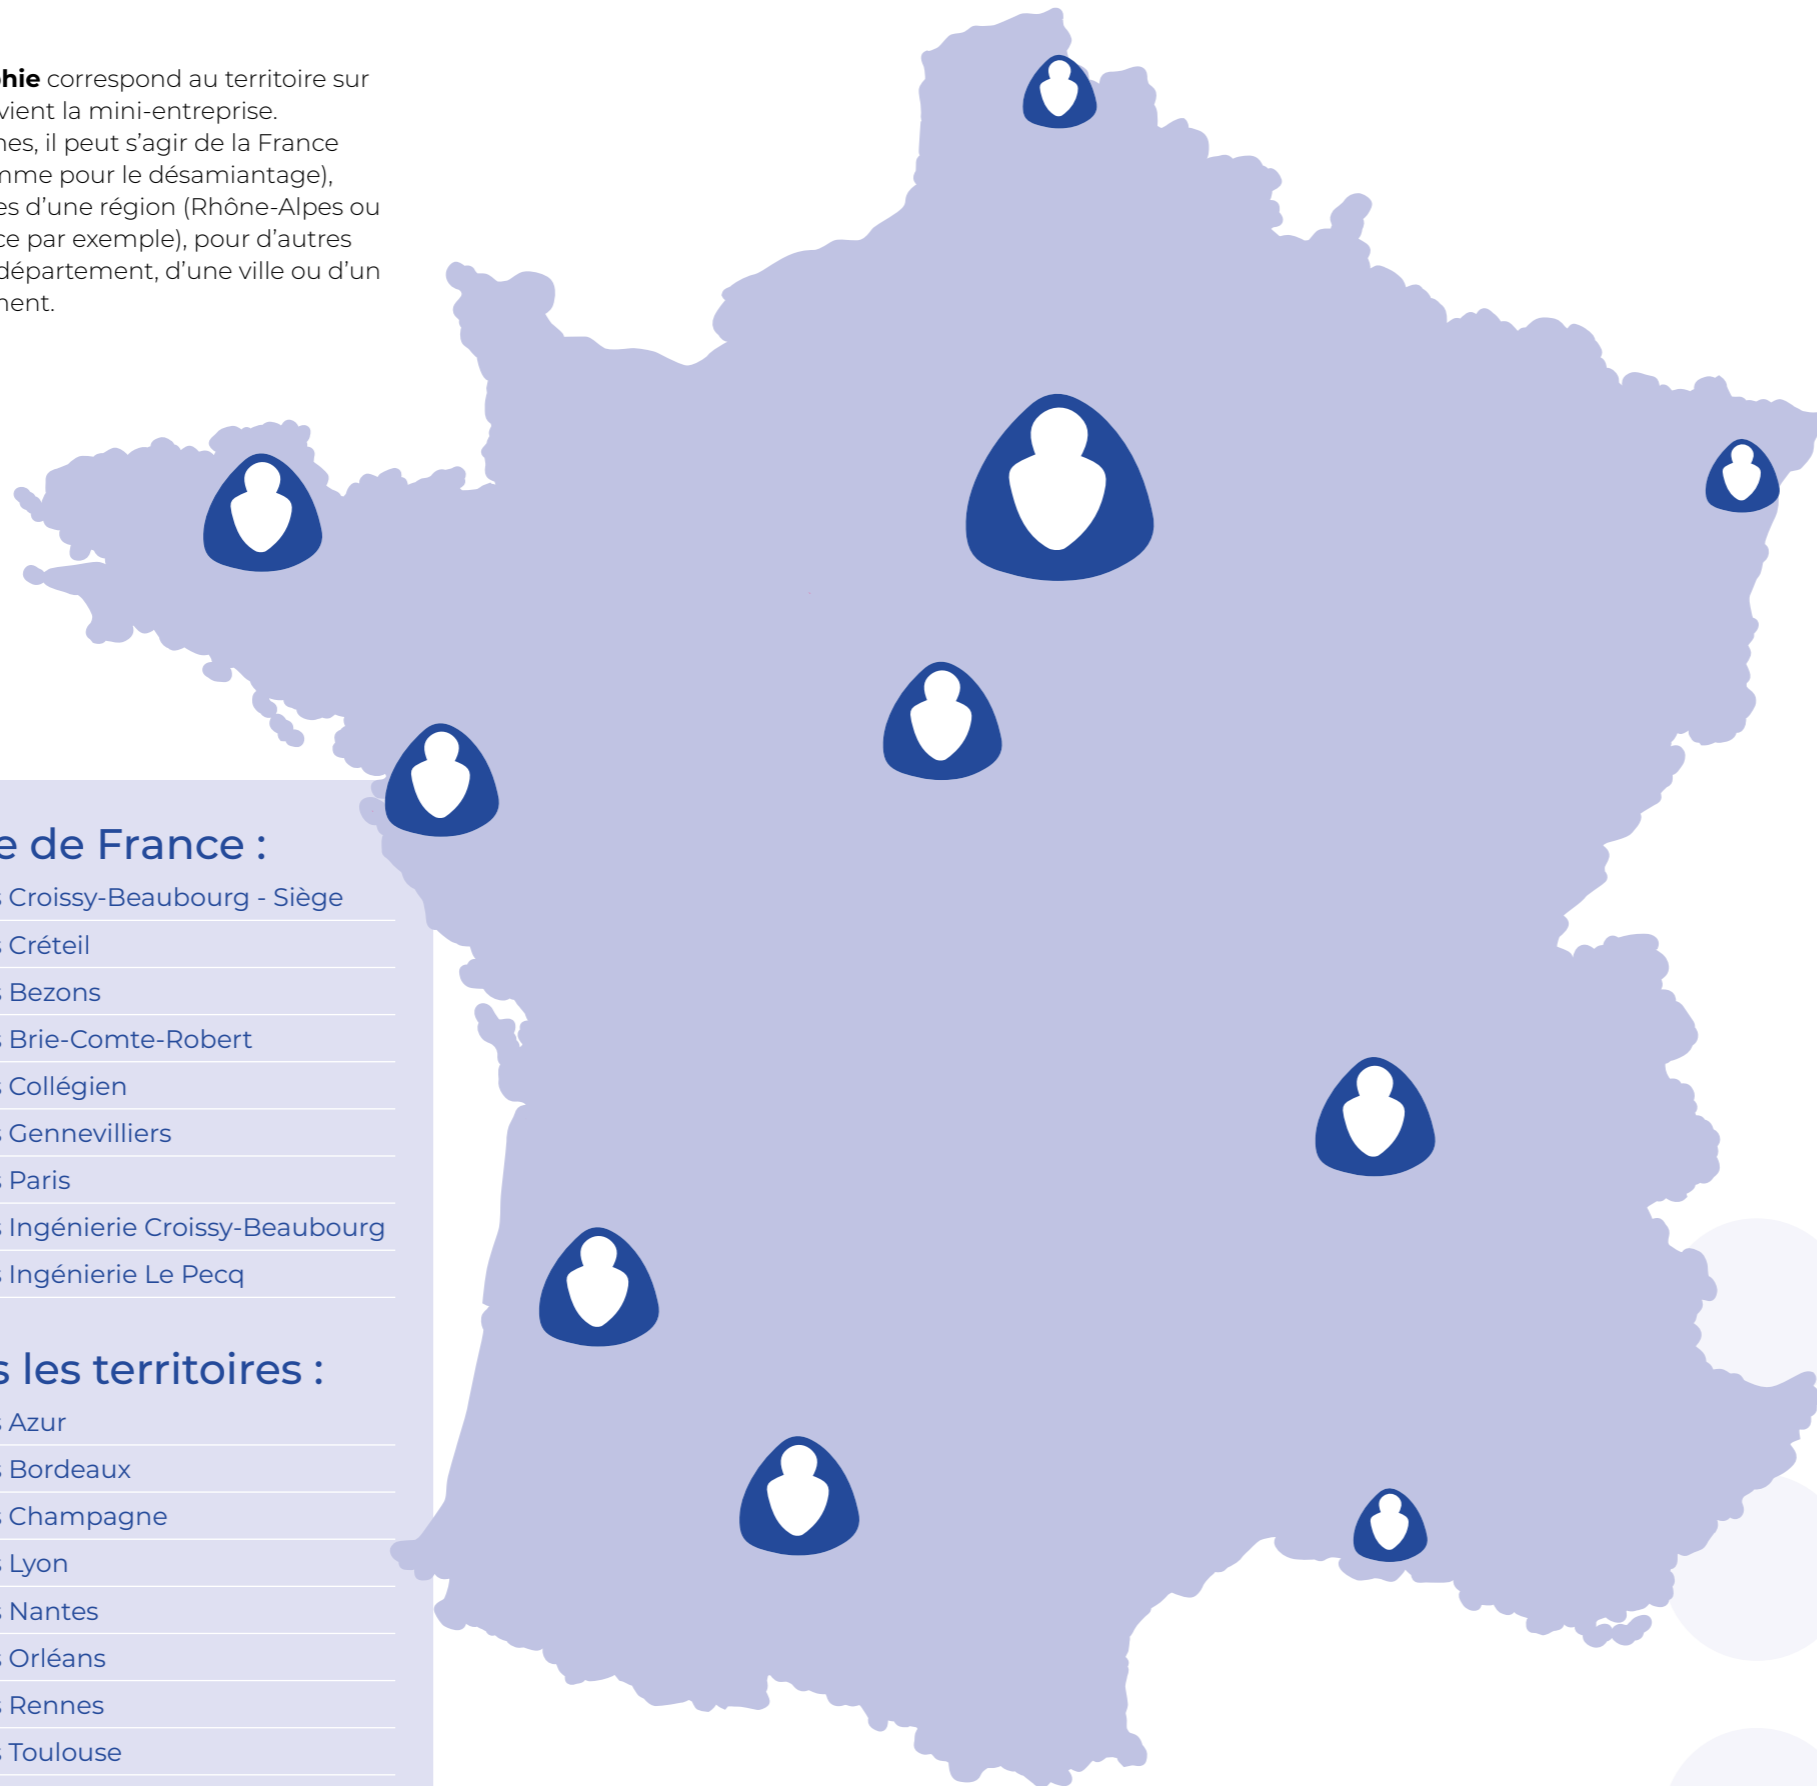 phie correspond au territoire sur
vient la mini-entreprise.
nes, il peut s’agir de la France
mme pour le désamiantage),
es d’une région (Rhône-Alpes ou
ce par exemple), pour d’autres
département, d’une ville ou d’un
nent.
e de France :
s Croissy-Beaubourg - Siège
s Créteil
s Bezons
s Brie-Comte-Robert
s Collégien
s Gennevilliers
s Paris
s Ingénierie Croissy-Beaubourg
s Ingénierie Le Pecq
s les territoires :
s Azur
s Bordeaux
s Champagne
s Lyon
s Nantes
s Orléans
s Rennes
s Toulouse